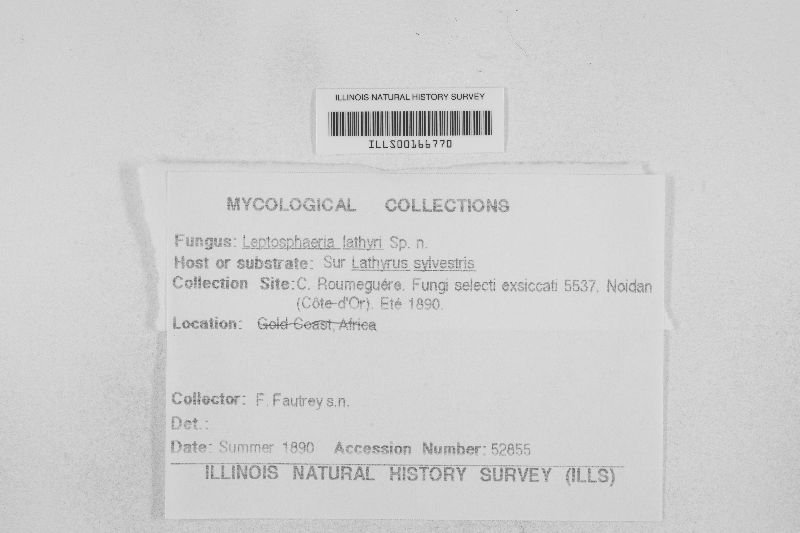 ILLINOIS NATURAL HISTORY SURVEY
ILLS00166770
MYCOLOGICAL COLLECTIONS
Fungus: Leptosphaeria lathyri Sp. n.
Host or substrate: Sur Lathyrus sylvestris
Collection Site: C. Roumeguére. Fungi selecti exsiccati 5537. Noidan
(Côte-d'Or). Eté 1890.
Location: Gold Coast, Africa
Collector: F. Fautrey s.n.
Det.:
Date: Summer 1890 Accession Number: 52855
ILLINOIS NATURAL HISTORY SURVEY (ILLS)